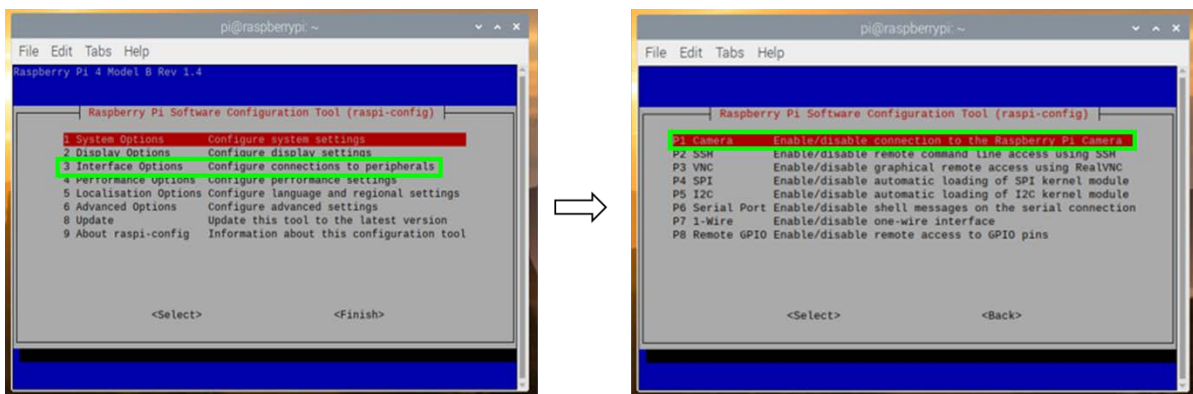 pi@raspberrypi: ~
File Edit Tabs Help
Raspberry Pi 4 Model B Rev 1.4
Raspberry Pi Software Configuration Tool (raspi-config)
1 System Options Configure system settings
2 Display Options Configure display settings
3 Interface Options Configure connections to peripherals
4 Performance Options Configure performance settings
5 Localisation Options Configure language and regional settings
6 Advanced Options Configure advanced settings
8 Update Update this tool to the latest version
9 About raspi-config Information about this configuration tool
<Select> <Finish>
pi@raspberrypi: ~
File Edit Tabs Help
Raspberry Pi Software Configuration Tool (raspi-config)
P1 Camera Enable/disable connection to the Raspberry Pi Camera
P2 SSH Enable/disable remote command line access using SSH
P3 VNC Enable/disable graphical remote access using RealVNC
P4 SPI Enable/disable automatic loading of SPI kernel module
P5 I2C Enable/disable automatic loading of I2C kernel module
P6 Serial Port Enable/disable shell messages on the serial connection
P7 1-Wire Enable/disable one-wire interface
P8 Remote GPIO Enable/disable remote access to GPIO pins
<Select> <Back>